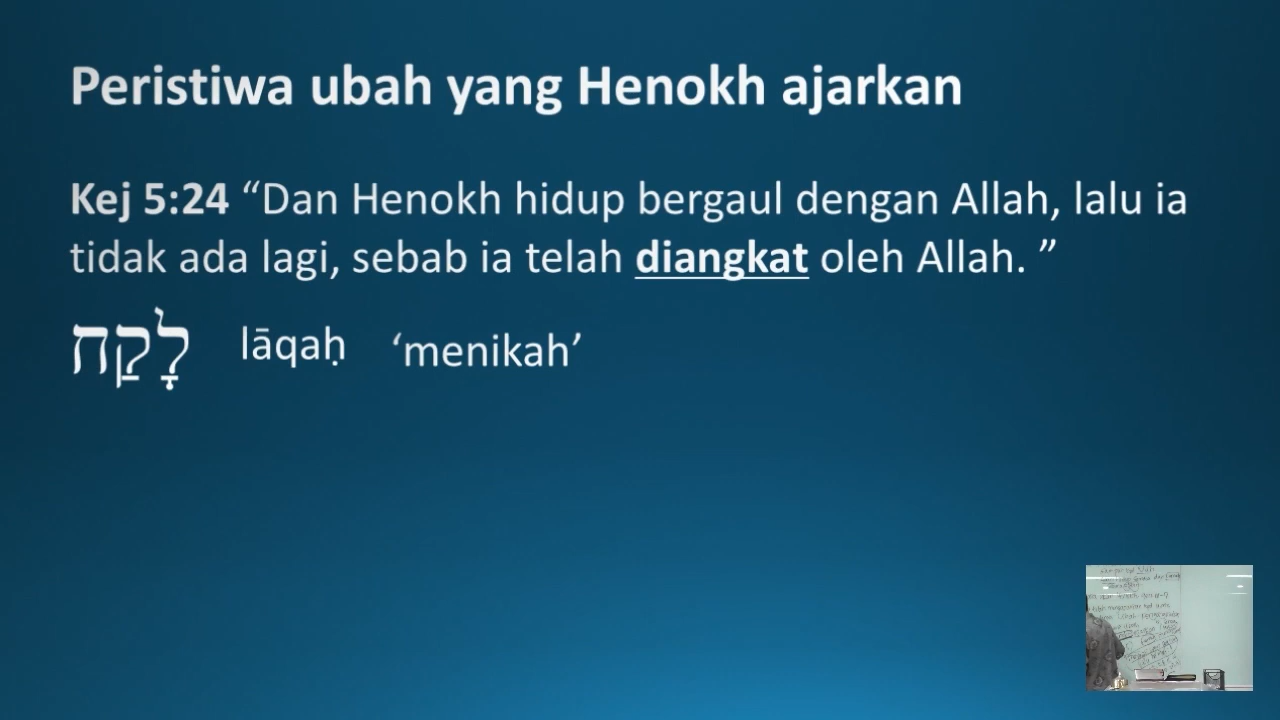 Peristiwa ubah yang Henokh ajarkan
Kej 5:24 “Dan Henokh hidup bergaul dengan Allah, lalu ia
tidak ada lagi, sebab ia telah diangkat oleh Allah. ”
לָקַח lāqaḥ ‘menikah’